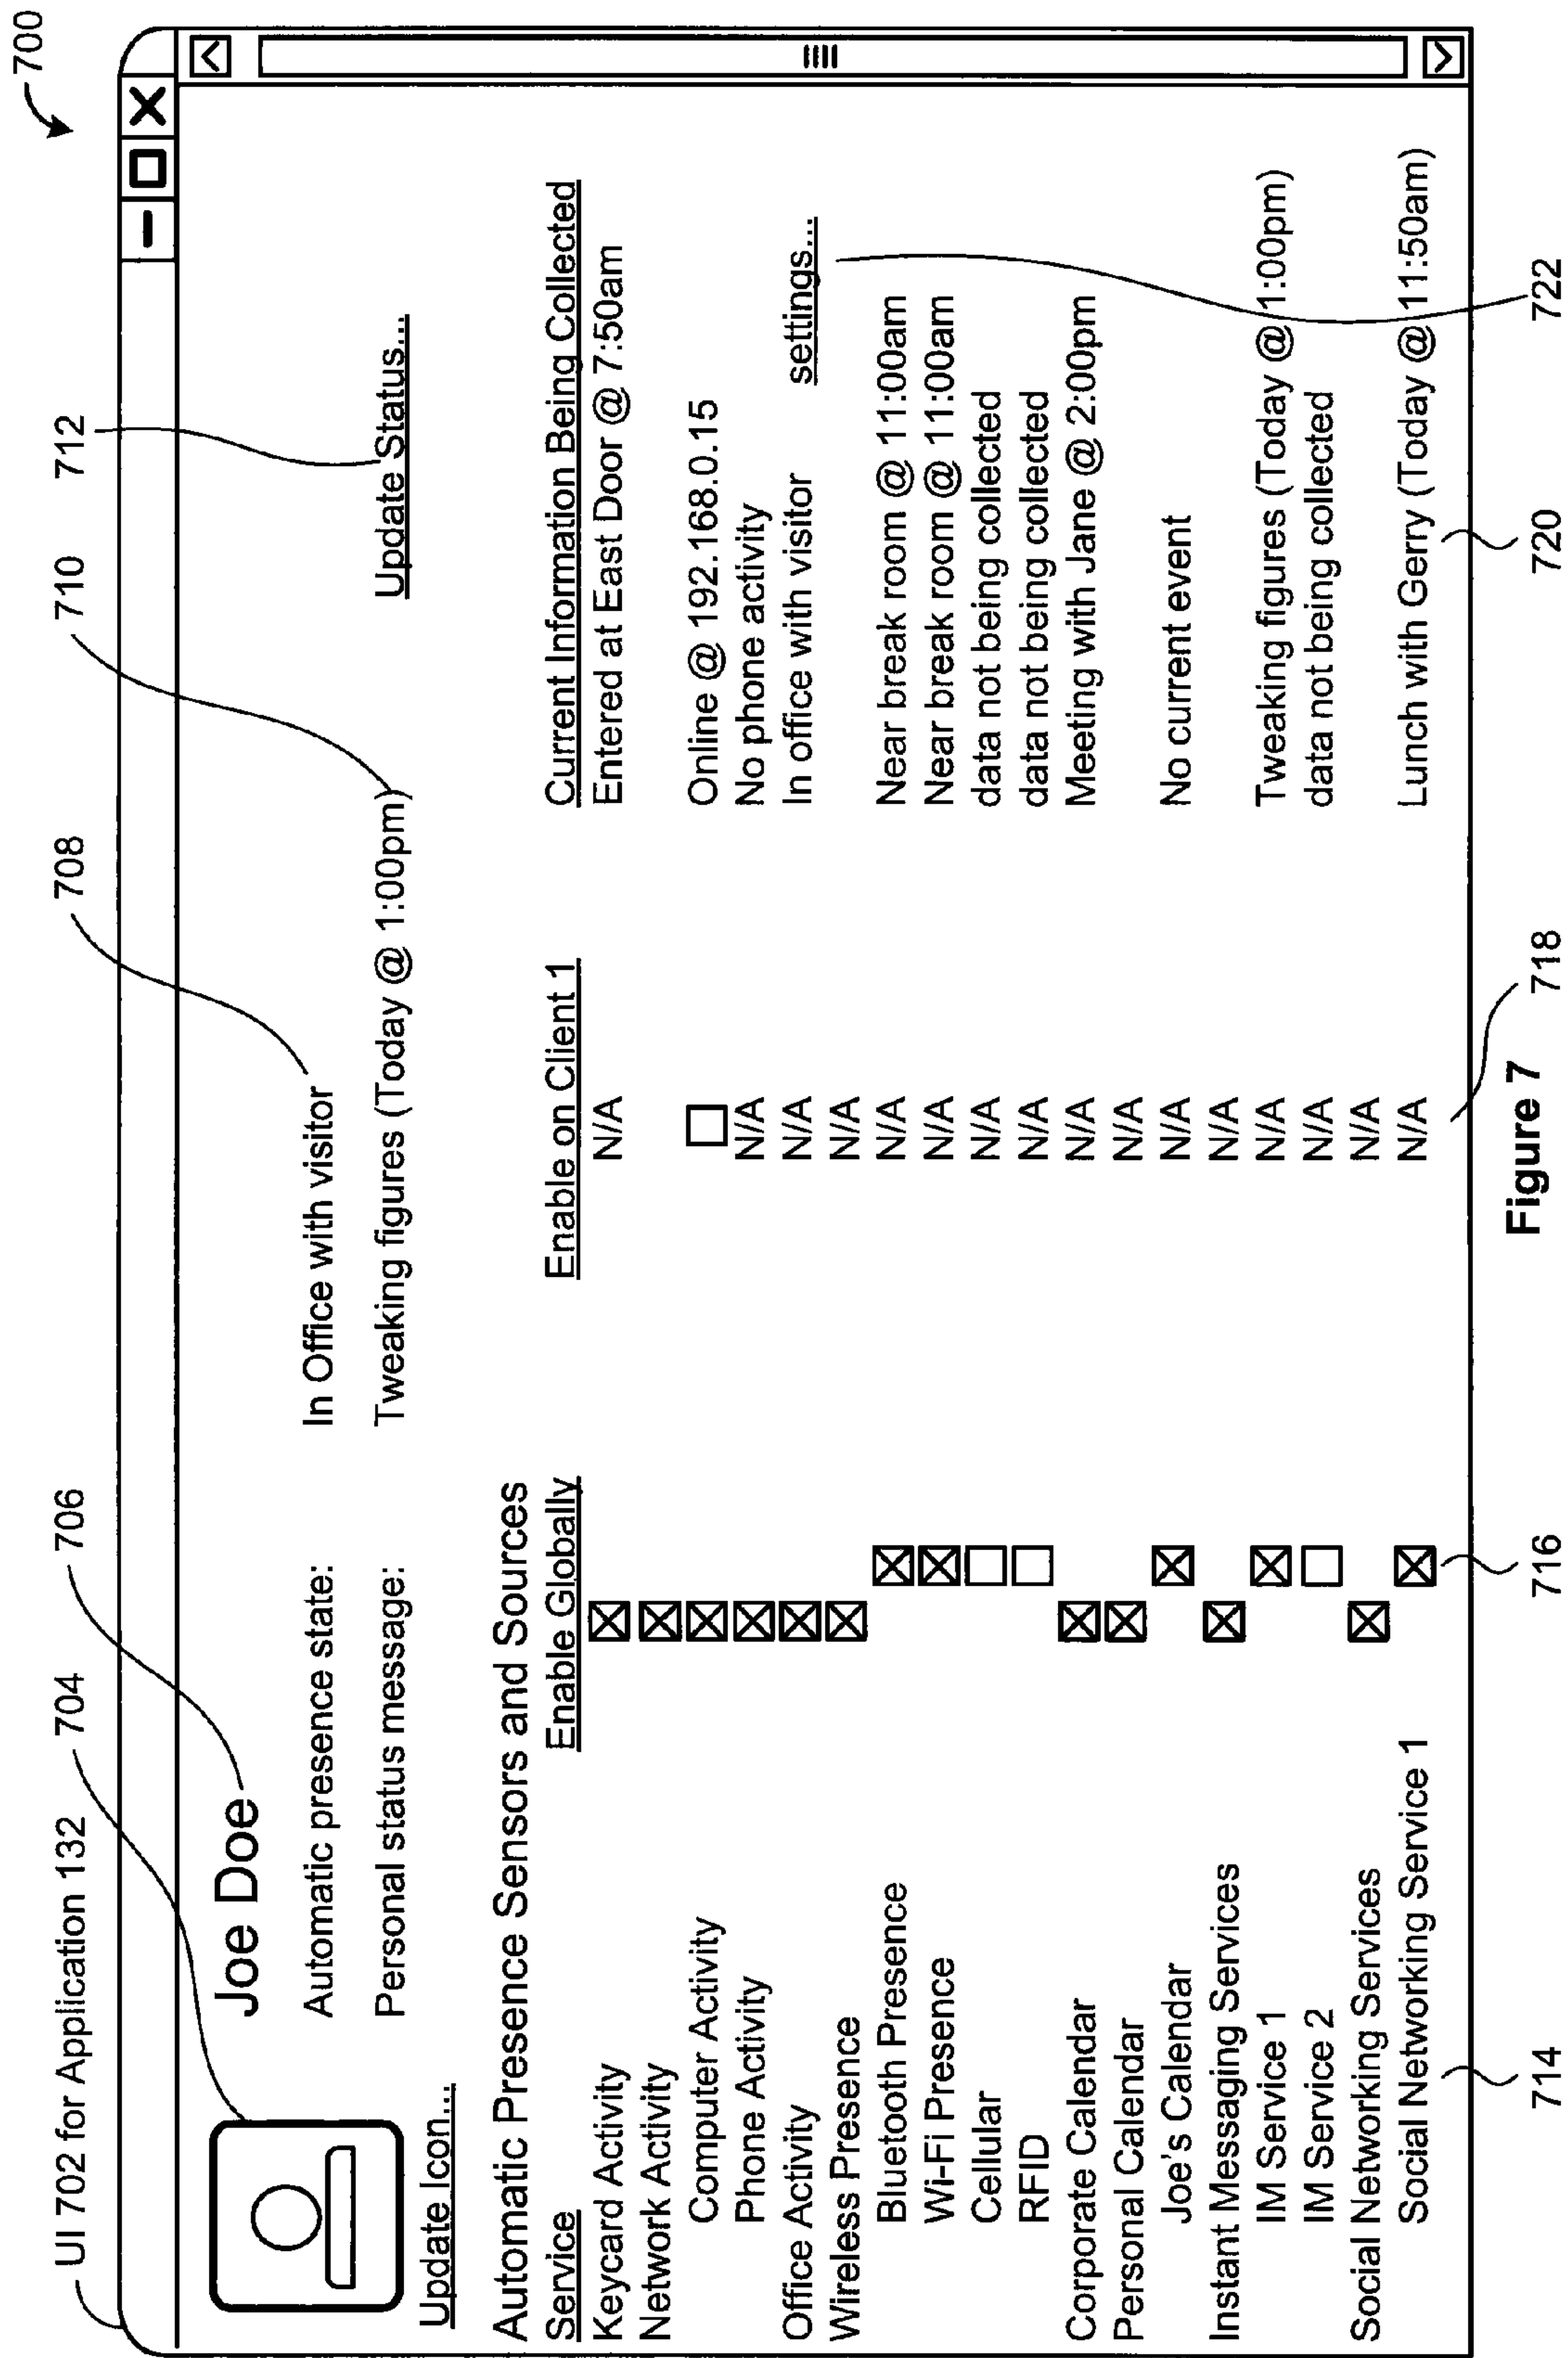 700
UI 702 for Application 132
704
706
708
710
712
Joe Doe
Automatic presence state: In Office with visitor
Personal status message: Tweaking figures (Today @ 1:00pm) Update Status...
Update Icon...
Automatic Presence Sensors and Sources
Service Enable Globally Enable on Client 1 Current Information Being Collected
Keycard Activity N/A Entered at East Door @ 7:50am
Network Activity
Computer Activity Online @ 192.168.0.15
Phone Activity N/A No phone activity
Office Activity N/A In office with visitor settings...
Wireless Presence N/A
Bluetooth Presence N/A Near break room @ 11:00am
Wi-Fi Presence N/A Near break room @ 11:00am
Cellular N/A data not being collected
RFID N/A data not being collected
Corporate Calendar N/A Meeting with Jane @ 2:00pm
Personal Calendar N/A
Joe's Calendar N/A No current event
Instant Messaging Services N/A
IM Service 1 N/A Tweaking figures (Today @ 1:00pm)
IM Service 2 N/A data not being collected
Social Networking Services N/A
Social Networking Service 1 N/A Lunch with Gerry (Today @ 11:50am)
714
716
718
720
722
Figure 7